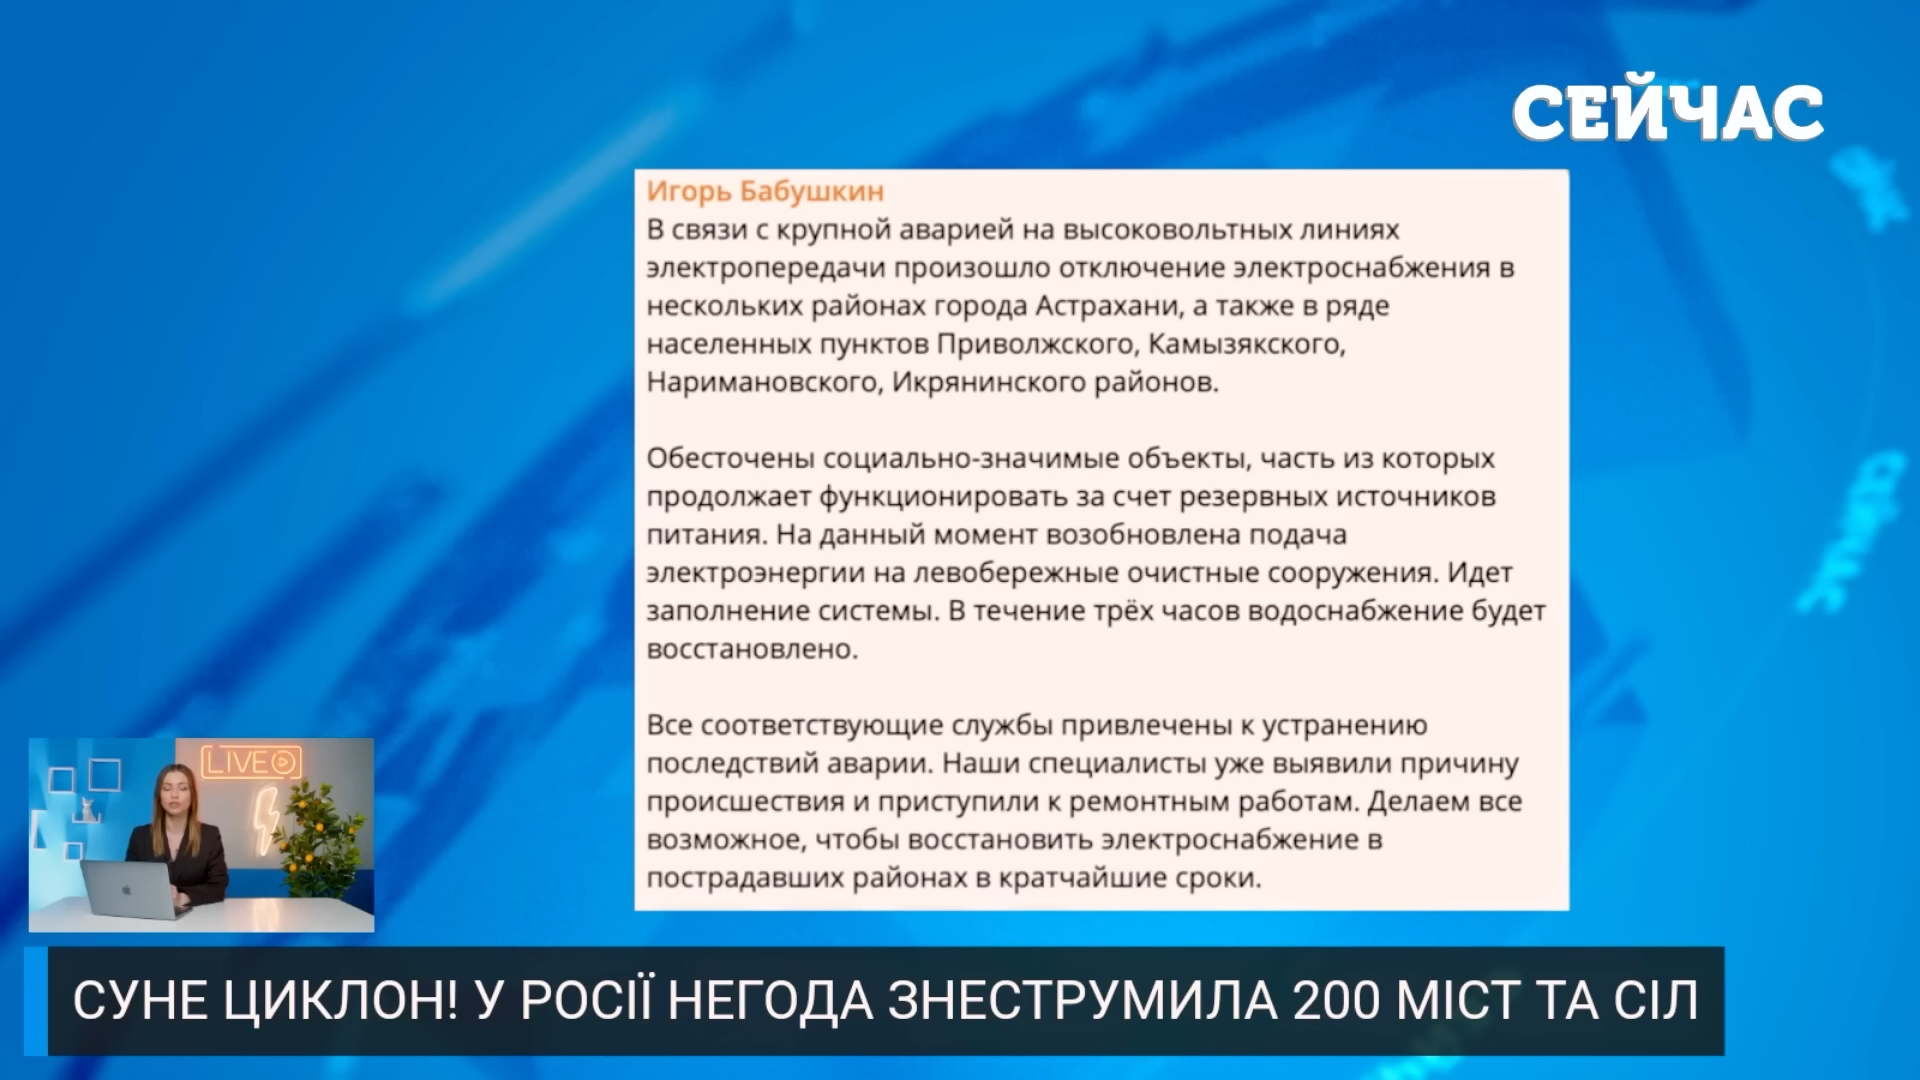 СЕЙЧАС
Игорь Бабушкин
В связи с крупной аварией на высоковольтных линиях
электропередачи произошло отключение электроснабжения в
нескольких районах города Астрахани, а также в ряде
населенных пунктов Приволжского, Камызякского,
Наримановского, Икрянинского районов.
Обесточены социально-значимые объекты, часть из которых
продолжает функционировать за счет резервных источников
питания. На данный момент возобновлена подача
электроэнергии на левобережные очистные сооружения. Идет
заполнение системы. В течение трёх часов водоснабжение будет
восстановлено.
Все соответствующие службы привлечены к устранению
последствий аварии. Наши специалисты уже выявили причину
происшествия и приступили к ремонтным работам. Делаем все
возможное, чтобы восстановить электроснабжение в
пострадавших районах в кратчайшие сроки.
LIVE
СУНЕ ЦИКЛОН! У РОСІЇ НЕГОДА ЗНЕСТРУМИЛА 200 МІСТ ТА СІЛ